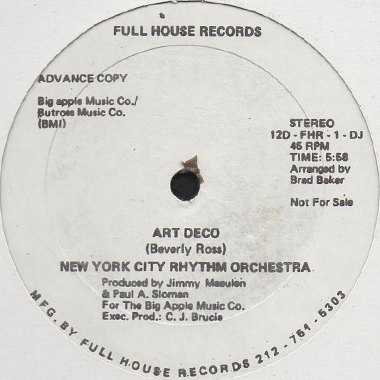 FULL HOUSE RECORDS
ADVANCE COPY
Big apple Music Co./
Butros Music Co.
(BMI)
STEREO
12D - FHR - 1 - DJ
45 RPM
TIME: 5:58
Arranged by
Brad Baker
Not For Sale
ART DECO
(Beverly Ross)
NEW YORK CITY RHYTHM ORCHESTRA
Produced by Jimmy Maeulen
& Paul A. Sloman
For The Big Apple Music Co.
Exec. Prod.: C. J. Brucia
MFG. BY FULL HOUSE RECORDS 212 - 751 - 5303